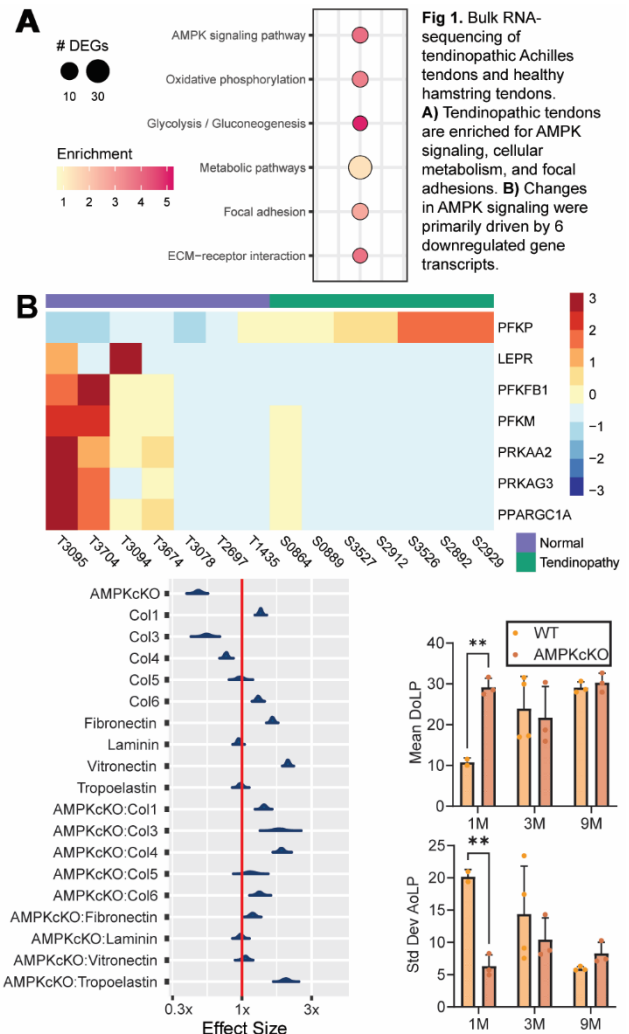 A
# DEGs
10 30
Enrichment
1 2 3 4 5
AMPK signaling pathway
Oxidative phosphorylation
Glycolysis / Gluconeogenesis
Metabolic pathways
Focal adhesion
ECM−receptor interaction
Fig 1. Bulk RNA-
sequencing of
tendinopathic Achilles
tendons and healthy
hamstring tendons.
A) Tendinopathic tendons
are enriched for AMPK
signaling, cellular
metabolism, and focal
adhesions. B) Changes
in AMPK signaling were
primarily driven by 6
downregulated gene
transcripts.
B
PFKP
LEPR
PFKFB1
PFKM
PRKAA2
PRKAG3
PPARGC1A
3
2
1
0
−1
−2
−3
T3095 T3704 T3094 T3674 T3078 T2697 T1435 S0864 S0889 S3527 S2912 S3526 S2892 S2929
Normal
Tendinopathy
AMPKcKO
Col1
Col3
Col4
Col5
Col6
Fibronectin
Laminin
Vitronectin
Tropoelastin
AMPKcKO:Col1
AMPKcKO:Col3
AMPKcKO:Col4
AMPKcKO:Col5
AMPKcKO:Col6
AMPKcKO:Fibronectin
AMPKcKO:Laminin
AMPKcKO:Vitronectin
AMPKcKO:Tropoelastin
0.3x 1x 3x
Effect Size
WT
AMPKcKO
**
Mean DoLP
40
30
20
10
0
1M 3M 9M
**
Std Dev AoLP
25
20
15
10
5
0
1M 3M 9M